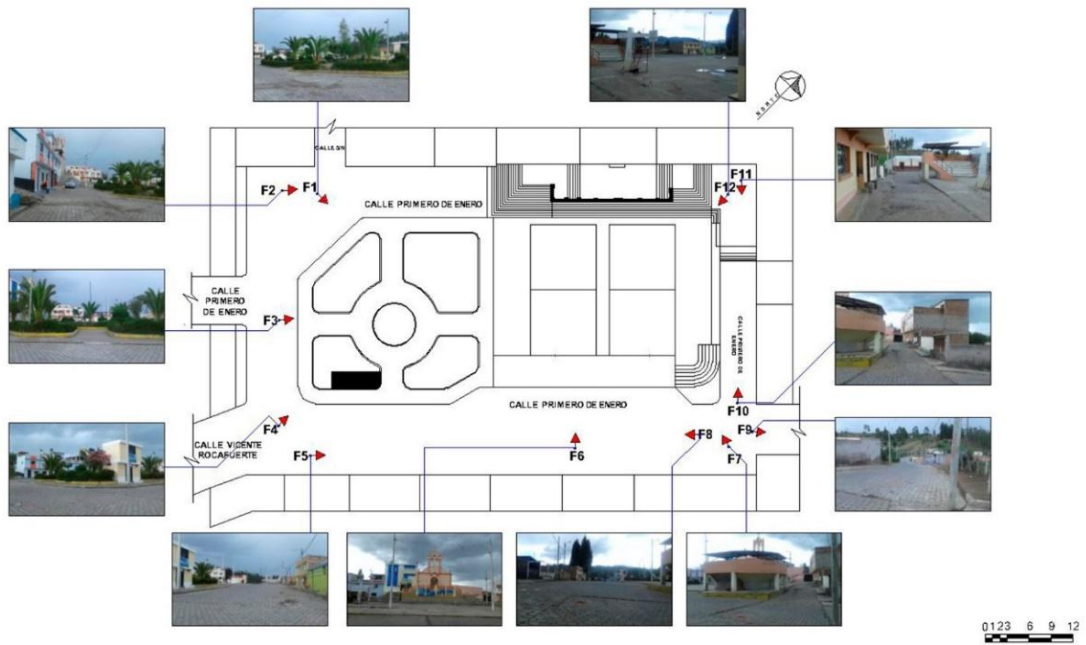 NORTE
CALLE S/N
F2
F1
F12
F11
CALLE PRIMERO DE ENERO
CALLE
PRIMERO
DE ENERO
F3
CALLE PRIMERO DE
ENERO
CALLE PRIMERO DE ENERO
F10
F4
CALLE VICENTE
ROCAFUERTE
F5
F6
F8
F9
F7
0 1 2 3 6 9 12